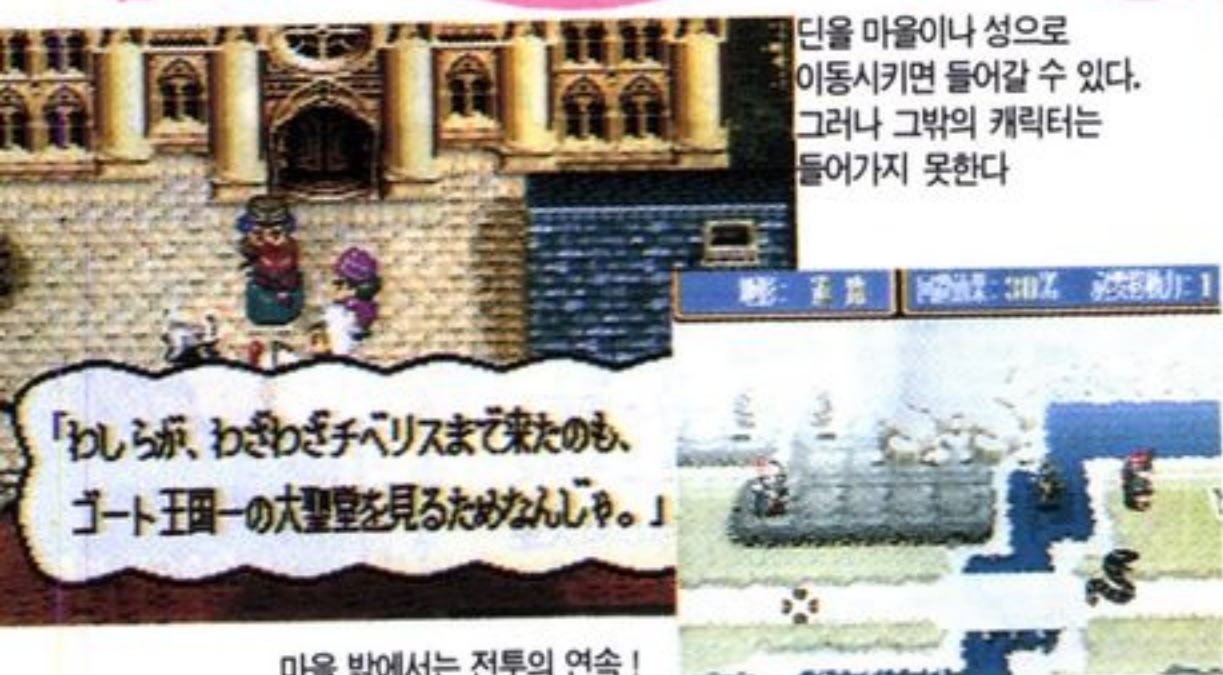 딘을 마을이나 성으로
이동시키면 들어갈 수 있다.
그러나 그밖의 캐릭터는
들어가지 못한다
30% 1
「わしらが、わざわざチベリスまで来たのも、
ゴート王国一の大聖堂を見るためなんじゃ。」
마을 밖에서는 전투의 연속!